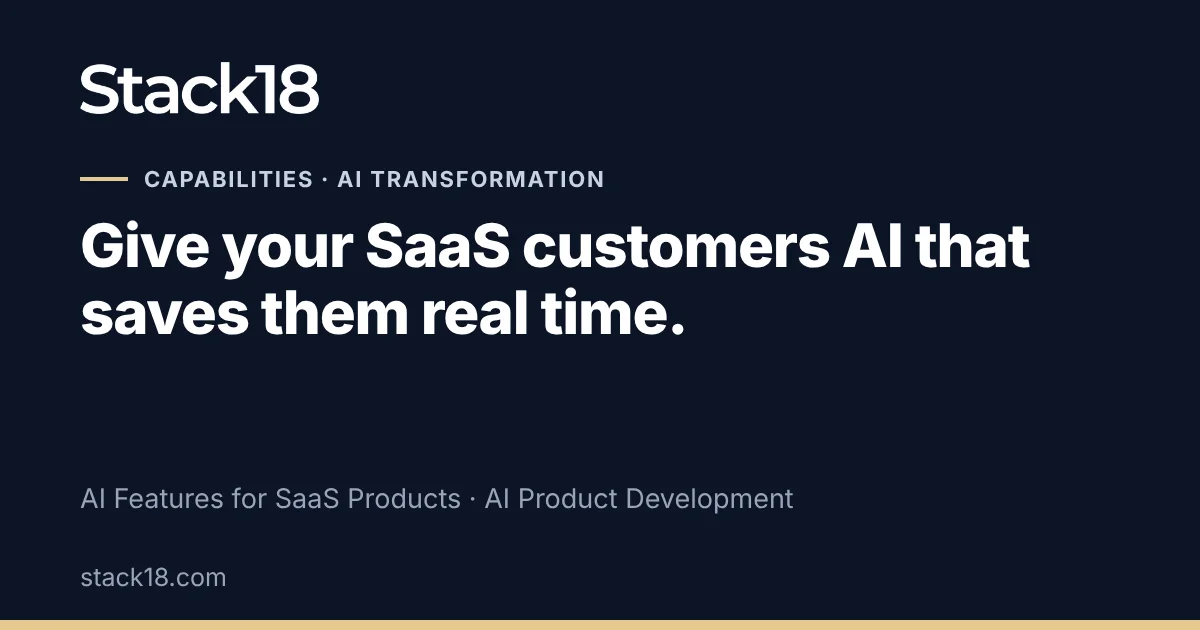 Stack18
CAPABILITIES · AI TRANSFORMATION
Give your SaaS customers AI that
saves them real time.
AI Features for SaaS Products · AI Product Development
stack18.com